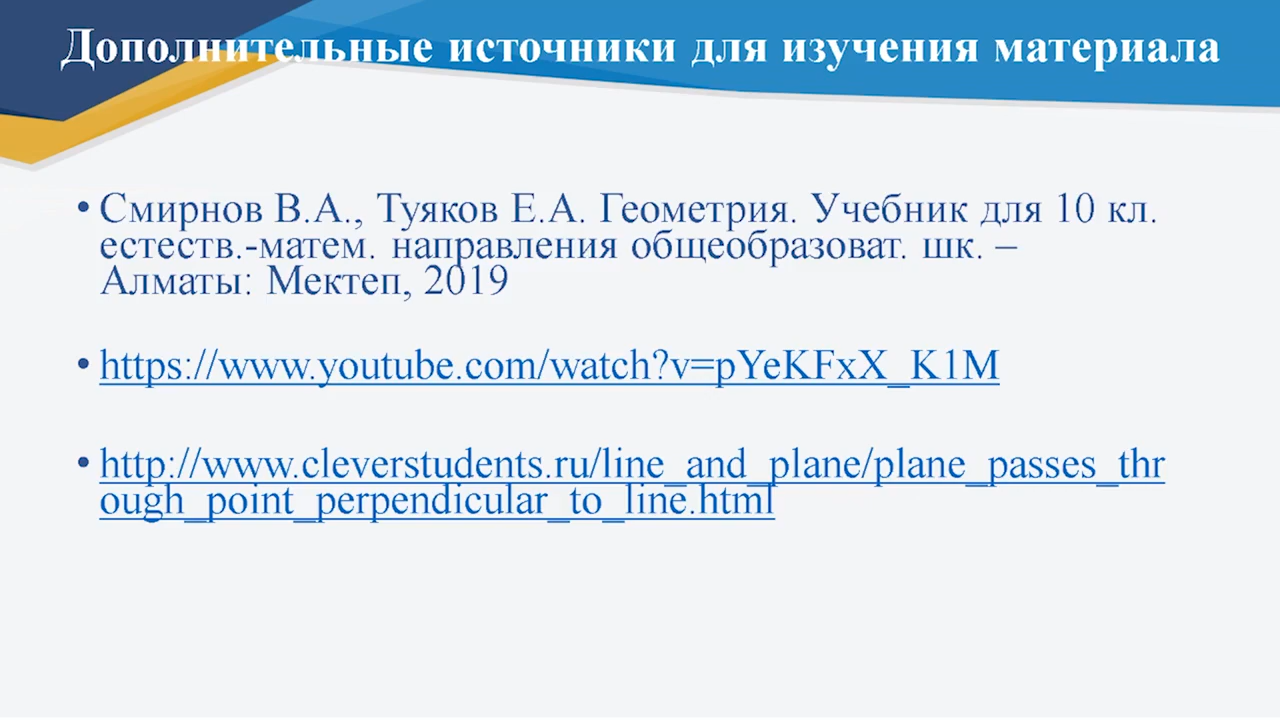 Дополнительные источники для изучения материала
• Смирнов В.А., Туяков Е.А. Геометрия. Учебник для 10 кл.
естеств.-матем. направления общеобразоват. шк. –
Алматы: Мектеп, 2019
• https://www.youtube.com/watch?v=pYeKFxX_K1M
• http://www.cleverstudents.ru/line_and_plane/plane_passes_thr
ough_point_perpendicular_to_line.html